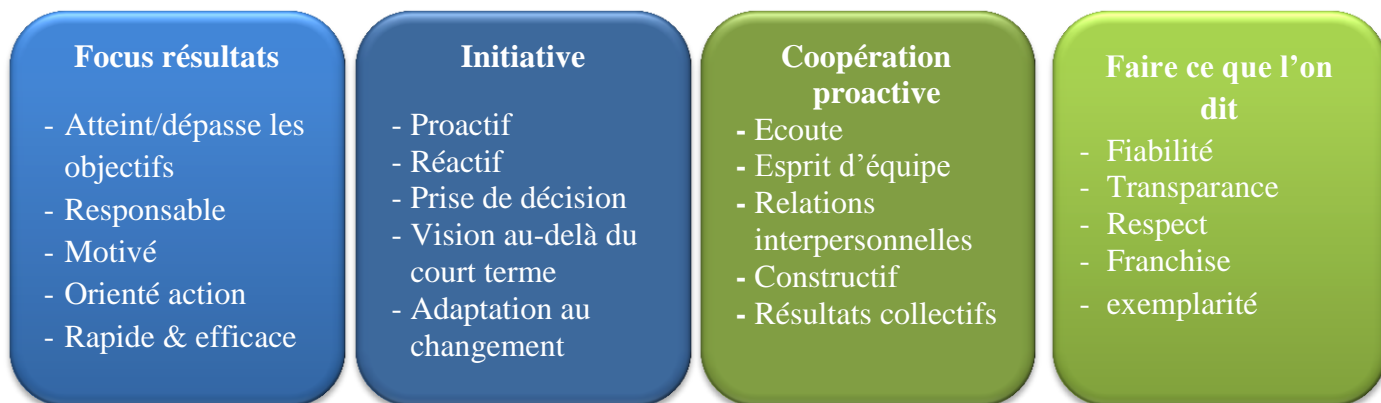 Focus résultats
- Atteint/dépasse les
objectifs
- Responsable
- Motivé
- Orienté action
- Rapide & efficace
Initiative
- Proactif
- Réactif
- Prise de décision
- Vision au-delà du
court terme
- Adaptation au
changement
Coopération
proactive
- Ecoute
- Esprit d’équipe
- Relations
interpersonnelles
- Constructif
- Résultats collectifs
Faire ce que l’on
dit
- Fiabilité
- Transparance
- Respect
- Franchise
- exemplarité